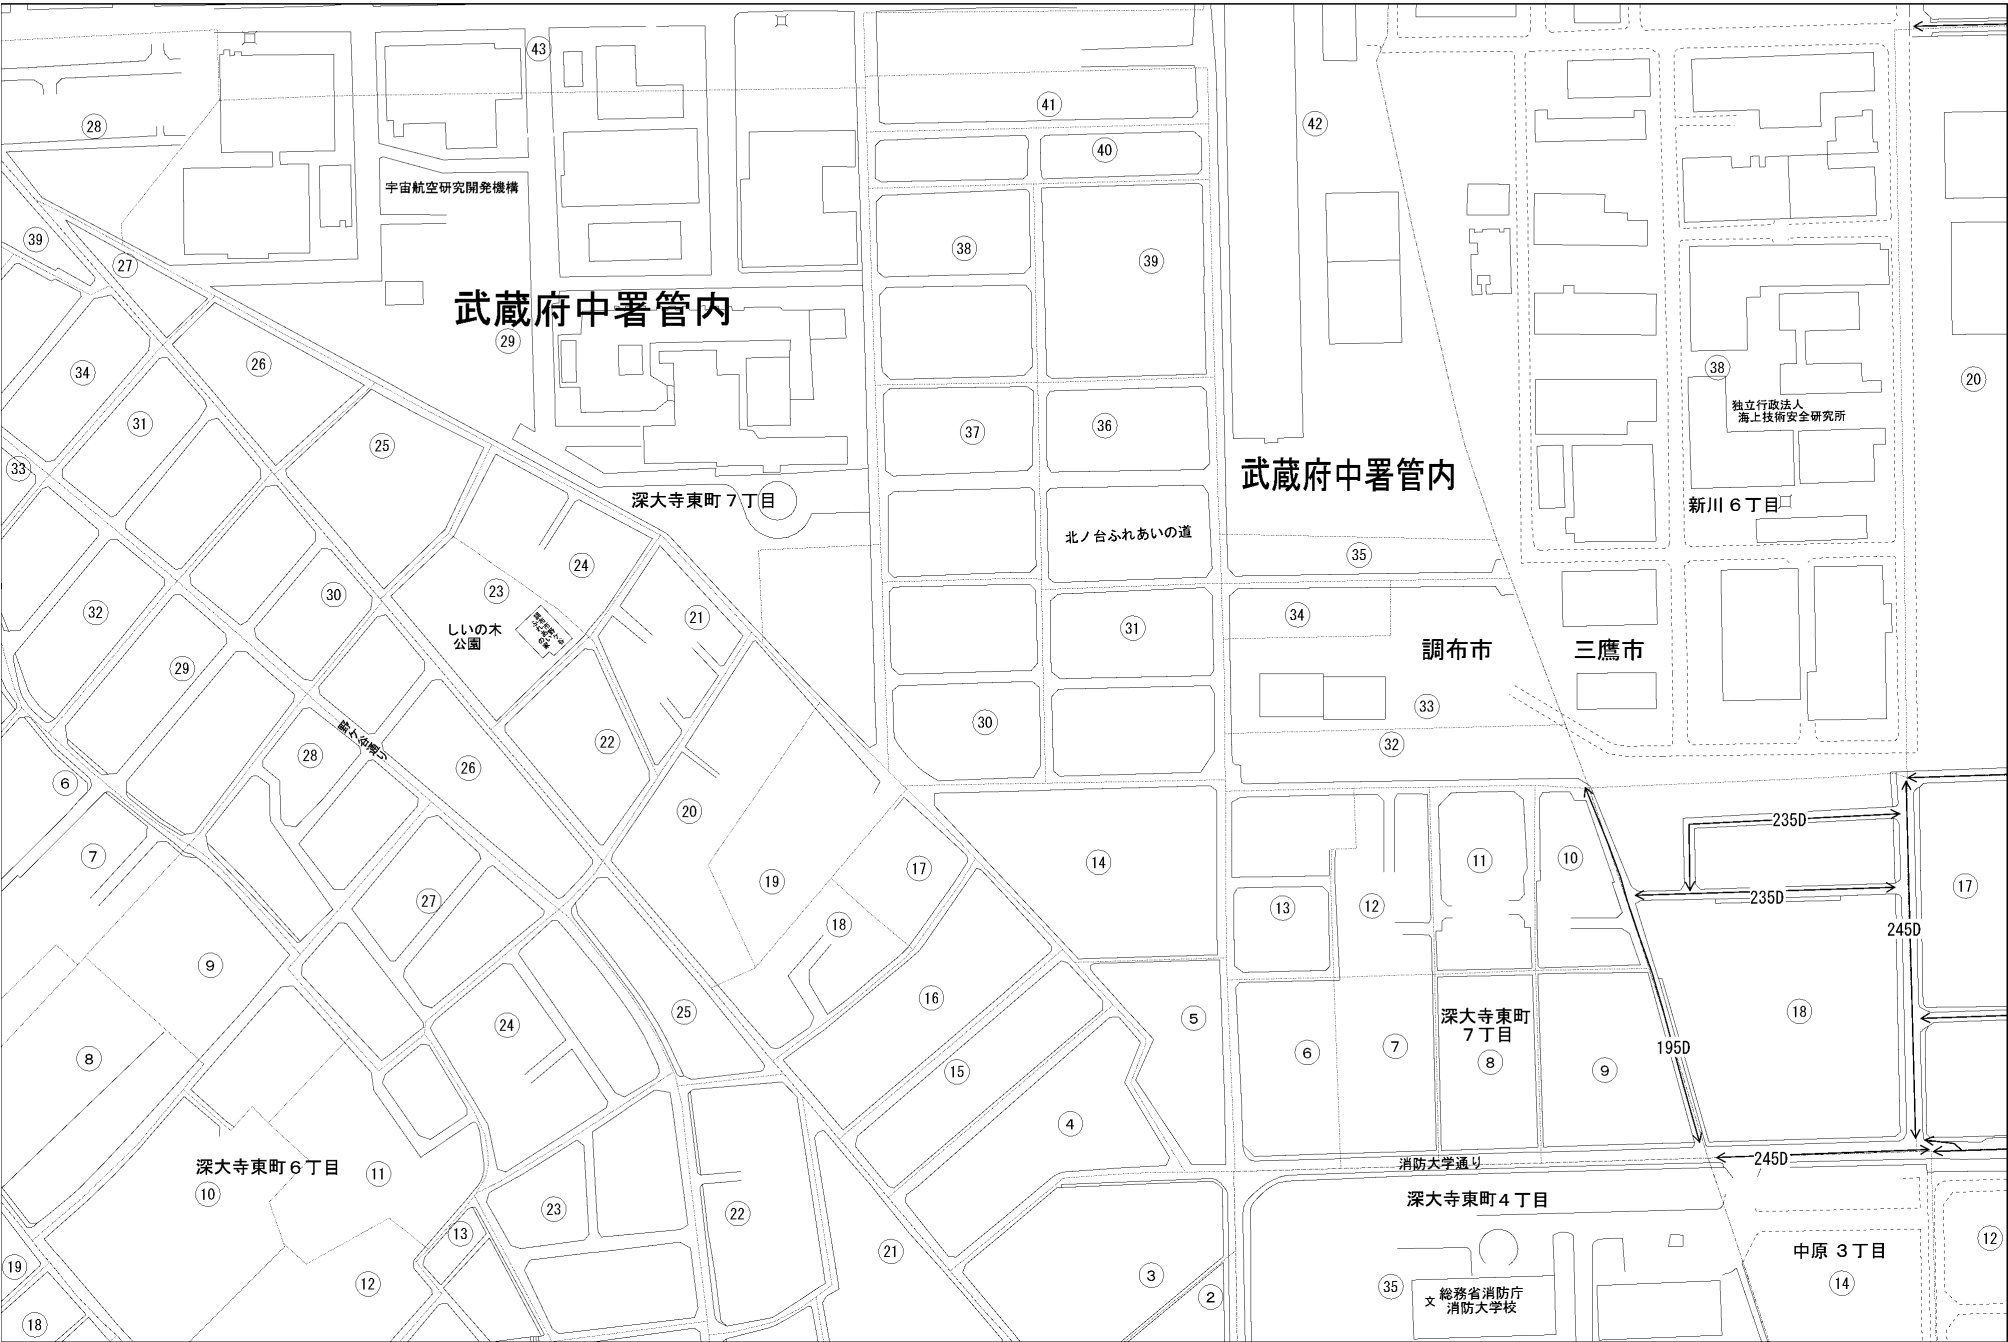 43
41
28
42
40
宇宙航空研究開発機構
39
38
39
27
武蔵府中署管内
29
26
34
38
20
独立行政法人
海上技術安全研究所
31
25
37
36
33
武蔵府中署管内
深大寺東町7丁目
新川6丁目
北ノ台ふれあいの道
35
24
23
30
32
21
34
31
しいの木
公園
調布市
三鷹市
29
33
30
22
野ケ谷通り
28
26
32
6
20
235D
7
14
11
10
19
17
17
235D
27
13
12
18
245D
9
16
25
24
5
18
深大寺東町
7丁目
8
6
7
195D
8
9
15
4
消防大学通り
245D
深大寺東町6丁目
11
10
深大寺東町4丁目
23
22
13
12
21
中原3丁目
19
12
3
35
14
2
文
総務省消防庁
消防大学校
18